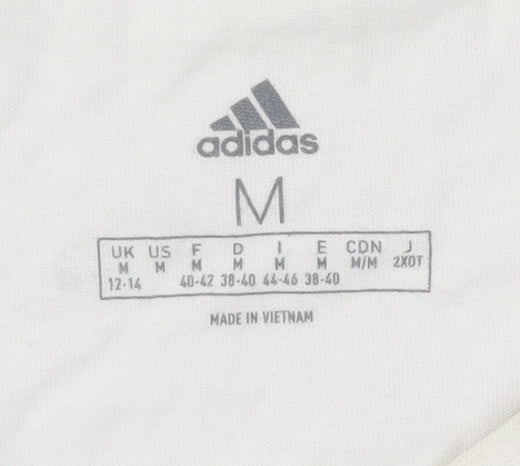 adidas
M
UK US F D I E CDN J
M M M M M M M/M 2XOT
12-14 40-42 38-40 44-46 38-40
MADE IN VIETNAM